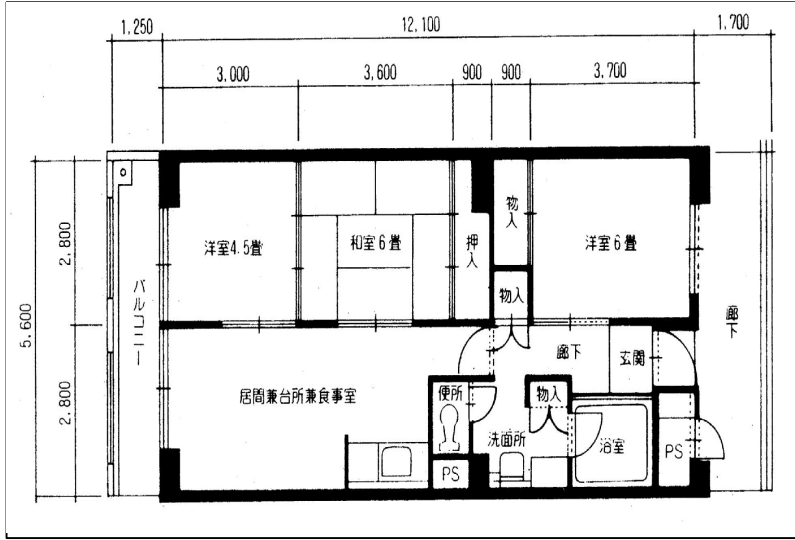 1,250
12,100
1,700
3,000
3,600
900
900
3,700
5,600
2,800
2,800
バルコニー
洋室4.5畳
和室6畳
押入
物入
洋室6畳
物入
廊下
廊下
玄関
居間兼台所兼食事室
便所
物入
洗面所
浴室
PS
PS